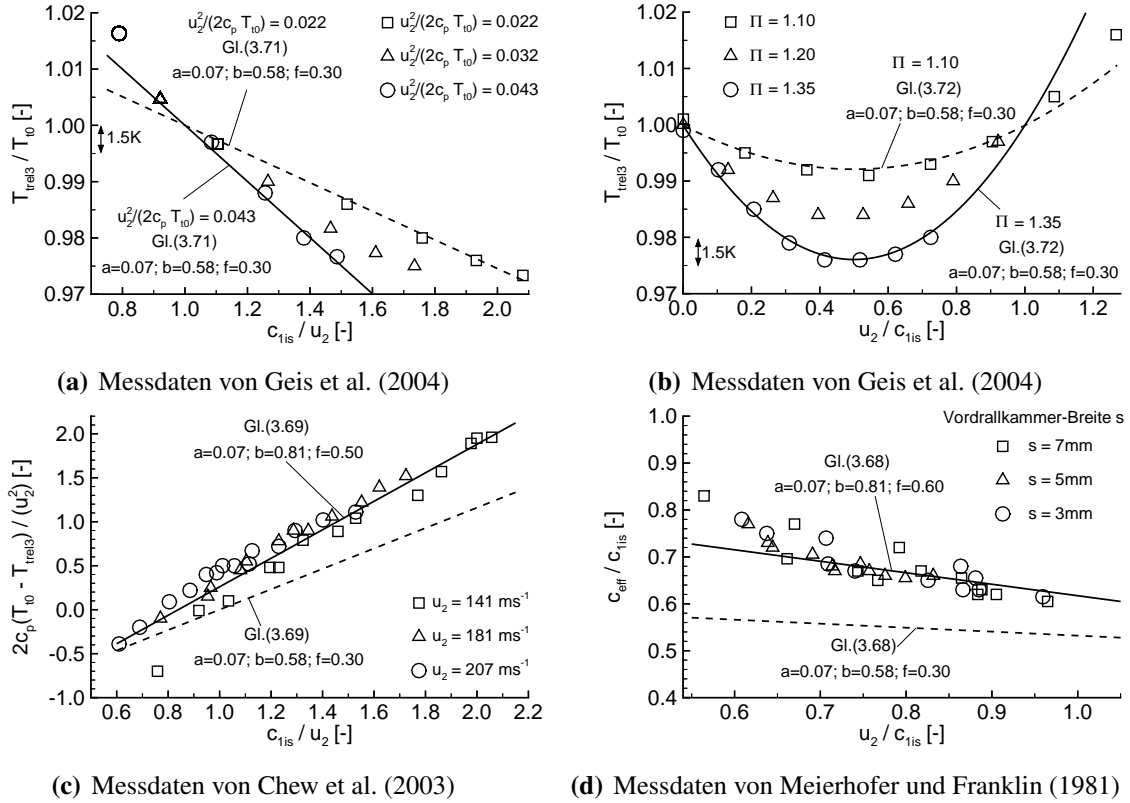 1.02
1.01
1.00
0.99
0.98
0.97
T_trel3 / T_t0 [-]
1.5K
u₂²/(2c_p T_t0) = 0.022
Gl.(3.71)
a=0.07; b=0.58; f=0.30
u₂²/(2c_p T_t0) = 0.022
u₂²/(2c_p T_t0) = 0.032
u₂²/(2c_p T_t0) = 0.043
u₂²/(2c_p T_t0) = 0.043
Gl.(3.71)
a=0.07; b=0.58; f=0.30
0.8 1.0 1.2 1.4 1.6 1.8 2.0
c_1is / u₂ [-]
(a) Messdaten von Geis et al. (2004)
1.02
1.01
1.00
0.99
0.98
0.97
T_trel3 / T_t0 [-]
1.5K
Π = 1.10
Π = 1.20
Π = 1.35
Π = 1.10
Gl.(3.72)
a=0.07; b=0.58; f=0.30
Π = 1.35
Gl.(3.72)
a=0.07; b=0.58; f=0.30
0.0 0.2 0.4 0.6 0.8 1.0 1.2
u₂ / c_1is [-]
(b) Messdaten von Geis et al. (2004)
2.0
1.5
1.0
0.5
0.0
-0.5
-1.0
2c_p(T_t0 - T_trel3) / (u₂²) [-]
Gl.(3.69)
a=0.07; b=0.81; f=0.50
u₂ = 141 ms⁻¹
u₂ = 181 ms⁻¹
u₂ = 207 ms⁻¹
Gl.(3.69)
a=0.07; b=0.58; f=0.30
0.6 0.8 1.0 1.2 1.4 1.6 1.8 2.0 2.2
c_1is / u₂ [-]
(c) Messdaten von Chew et al. (2003)
1.0
0.9
0.8
0.7
0.6
0.5
0.4
c_eff / c_1is [-]
Vordrallkammer-Breite s
s = 7mm
s = 5mm
s = 3mm
Gl.(3.68)
a=0.07; b=0.81; f=0.60
Gl.(3.68)
a=0.07; b=0.58; f=0.30
0.6 0.7 0.8 0.9 1.0
u₂ / c_1is [-]
(d) Messdaten von Meierhofer und Franklin (1981)